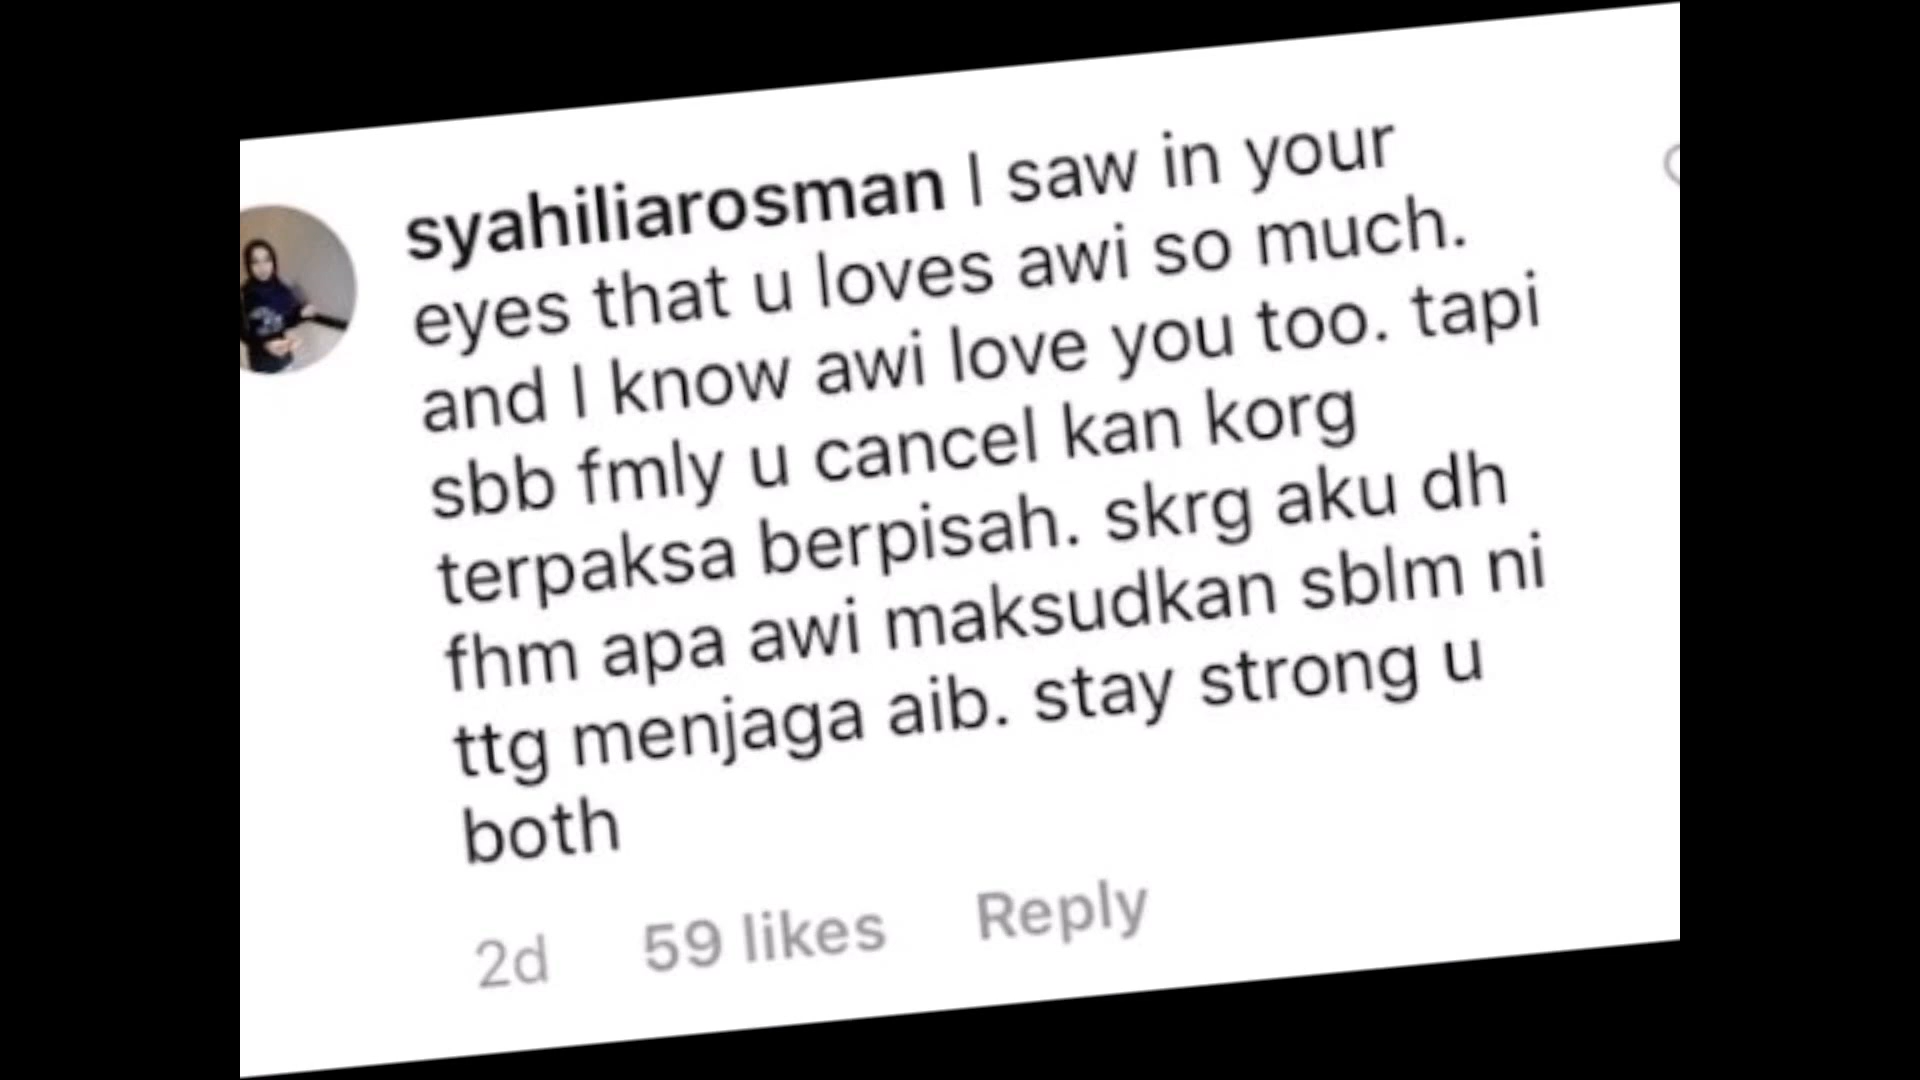 syahiliarosman I saw in your
eyes that u loves awi so much.
and I know awi love you too. tapi
sbb fmly u cancel kan korg
terpaksa berpisah. skrg aku dh
fhm apa awi maksudkan sblm ni
ttg menjaga aib. stay strong u
both
2d 59 likes Reply